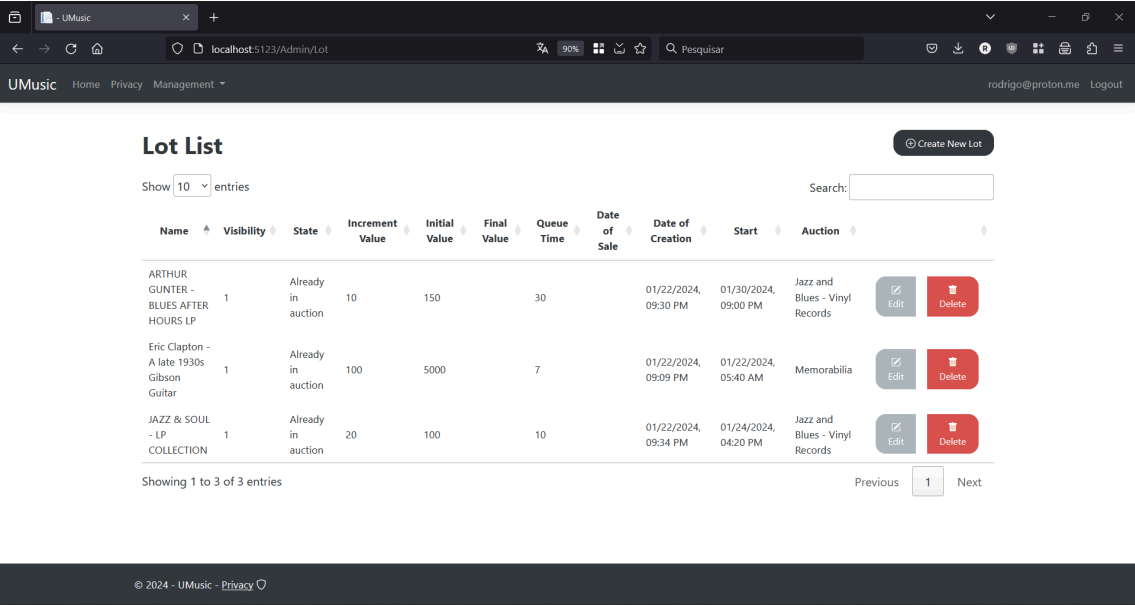 - UMusic
localhost:5123/Admin/Lot
90%
Pesquisar
UMusic Home Privacy Management
rodrigo@proton.me Logout
Lot List
Create New Lot
Show 10 entries
Search:
Name Visibility State Increment Value Initial Value Final Value Queue Time Date of Sale Date of Creation Start Auction
ARTHUR GUNTER - BLUES AFTER HOURS LP 1 Already in auction 10 150 30 01/22/2024, 09:30 PM 01/30/2024, 09:00 PM Jazz and Blues - Vinyl Records Edit Delete
Eric Clapton - A late 1930s Gibson Guitar 1 Already in auction 100 5000 7 01/22/2024, 09:09 PM 01/22/2024, 05:40 AM Memorabilia Edit Delete
JAZZ & SOUL - LP COLLECTION 1 Already in auction 20 100 10 01/22/2024, 09:34 PM 01/24/2024, 04:20 PM Jazz and Blues - Vinyl Records Edit Delete
Showing 1 to 3 of 3 entries
Previous 1 Next
© 2024 - UMusic - Privacy